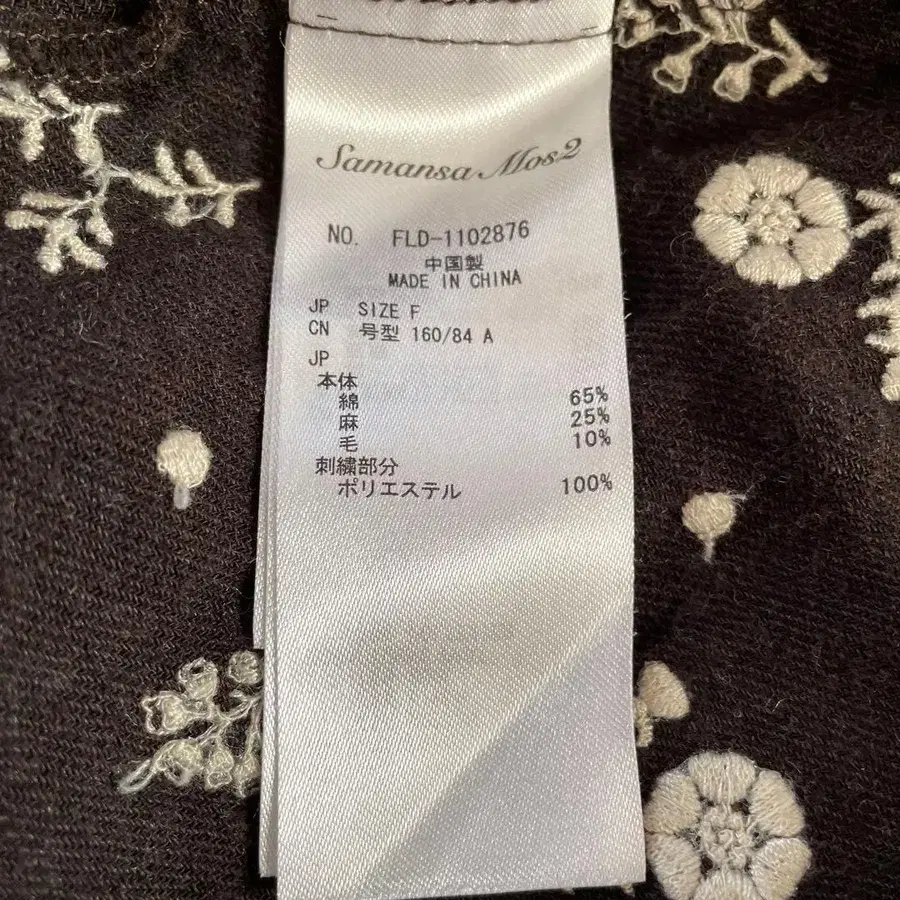 Samansa Mos2
NO. FLD-1102876
中国製
MADE IN CHINA
JP SIZE F
CN 号型 160/84 A
JP
本体
綿 65%
麻 25%
毛 10%
刺繍部分
ポリエステル 100%